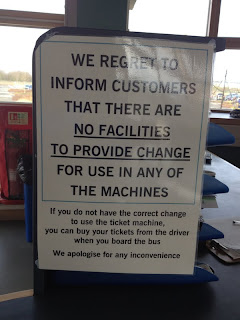 WE REGRET TO
INFORM CUSTOMERS
THAT THERE ARE
NO FACILITIES
TO PROVIDE CHANGE
FOR USE IN ANY OF
THE MACHINES
If you do not have the correct change
to use the ticket machine,
you can buy your tickets from the driver
when you board the bus
We apologise for any inconvenience